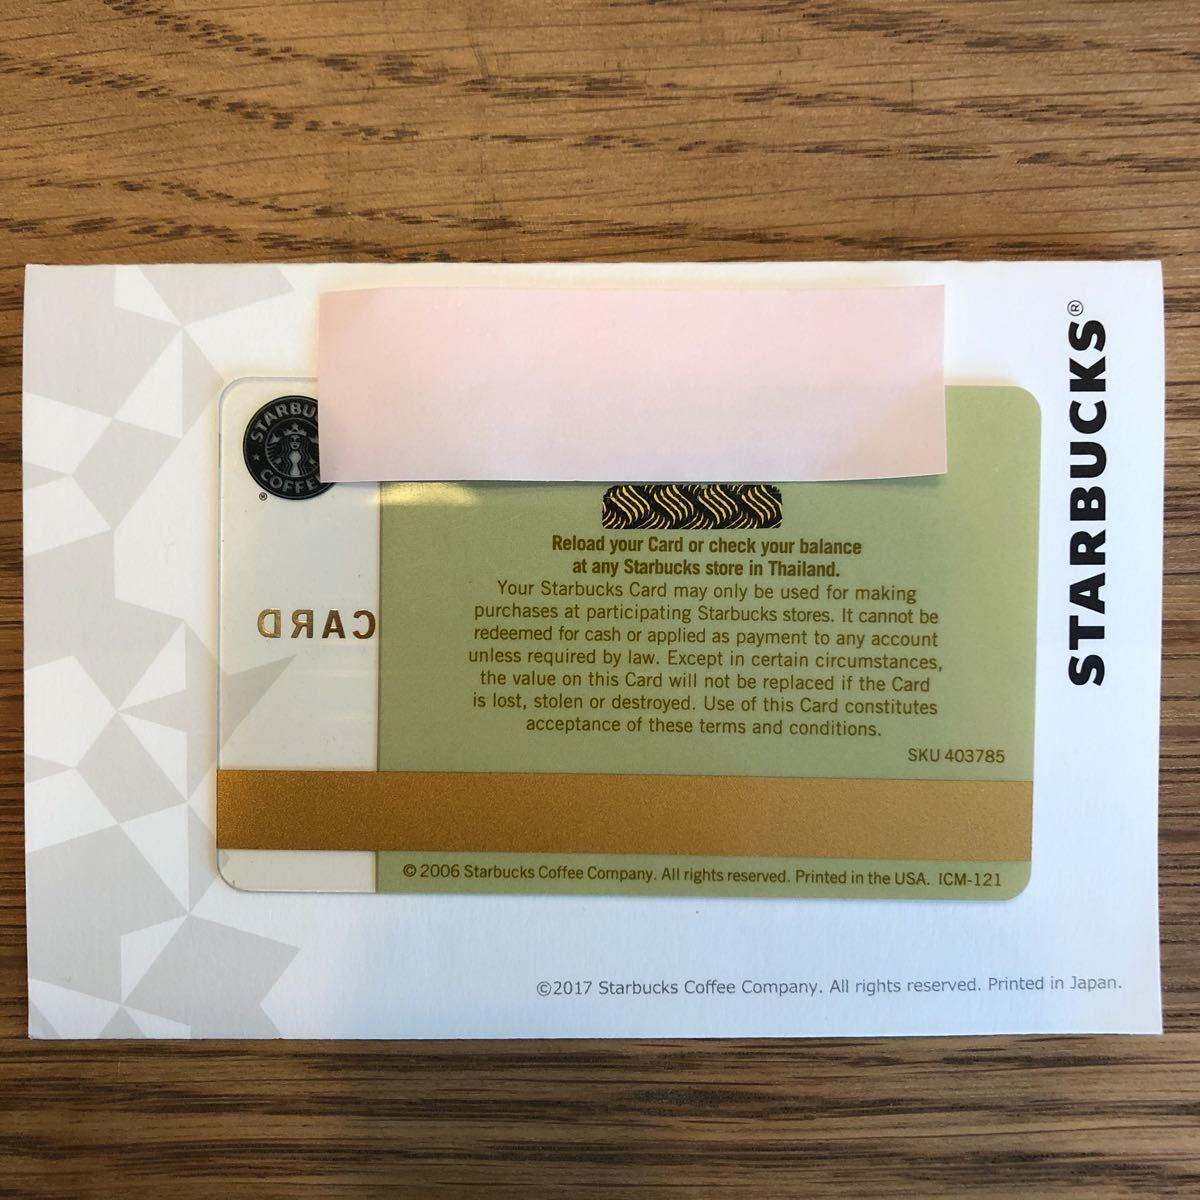 STARBUCKS®
STARBU
COFFE
®
CARD
Reload your Card or check your balance
at any Starbucks store in Thailand.
Your Starbucks Card may only be used for making
purchases at participating Starbucks stores. It cannot be
redeemed for cash or applied as payment to any account
unless required by law. Except in certain circumstances,
the value on this Card will not be replaced if the Card
is lost, stolen or destroyed. Use of this Card constitutes
acceptance of these terms and conditions.
SKU 403785
© 2006 Starbucks Coffee Company. All rights reserved. Printed in the USA. ICM-121
©2017 Starbucks Coffee Company. All rights reserved. Printed in Japan.